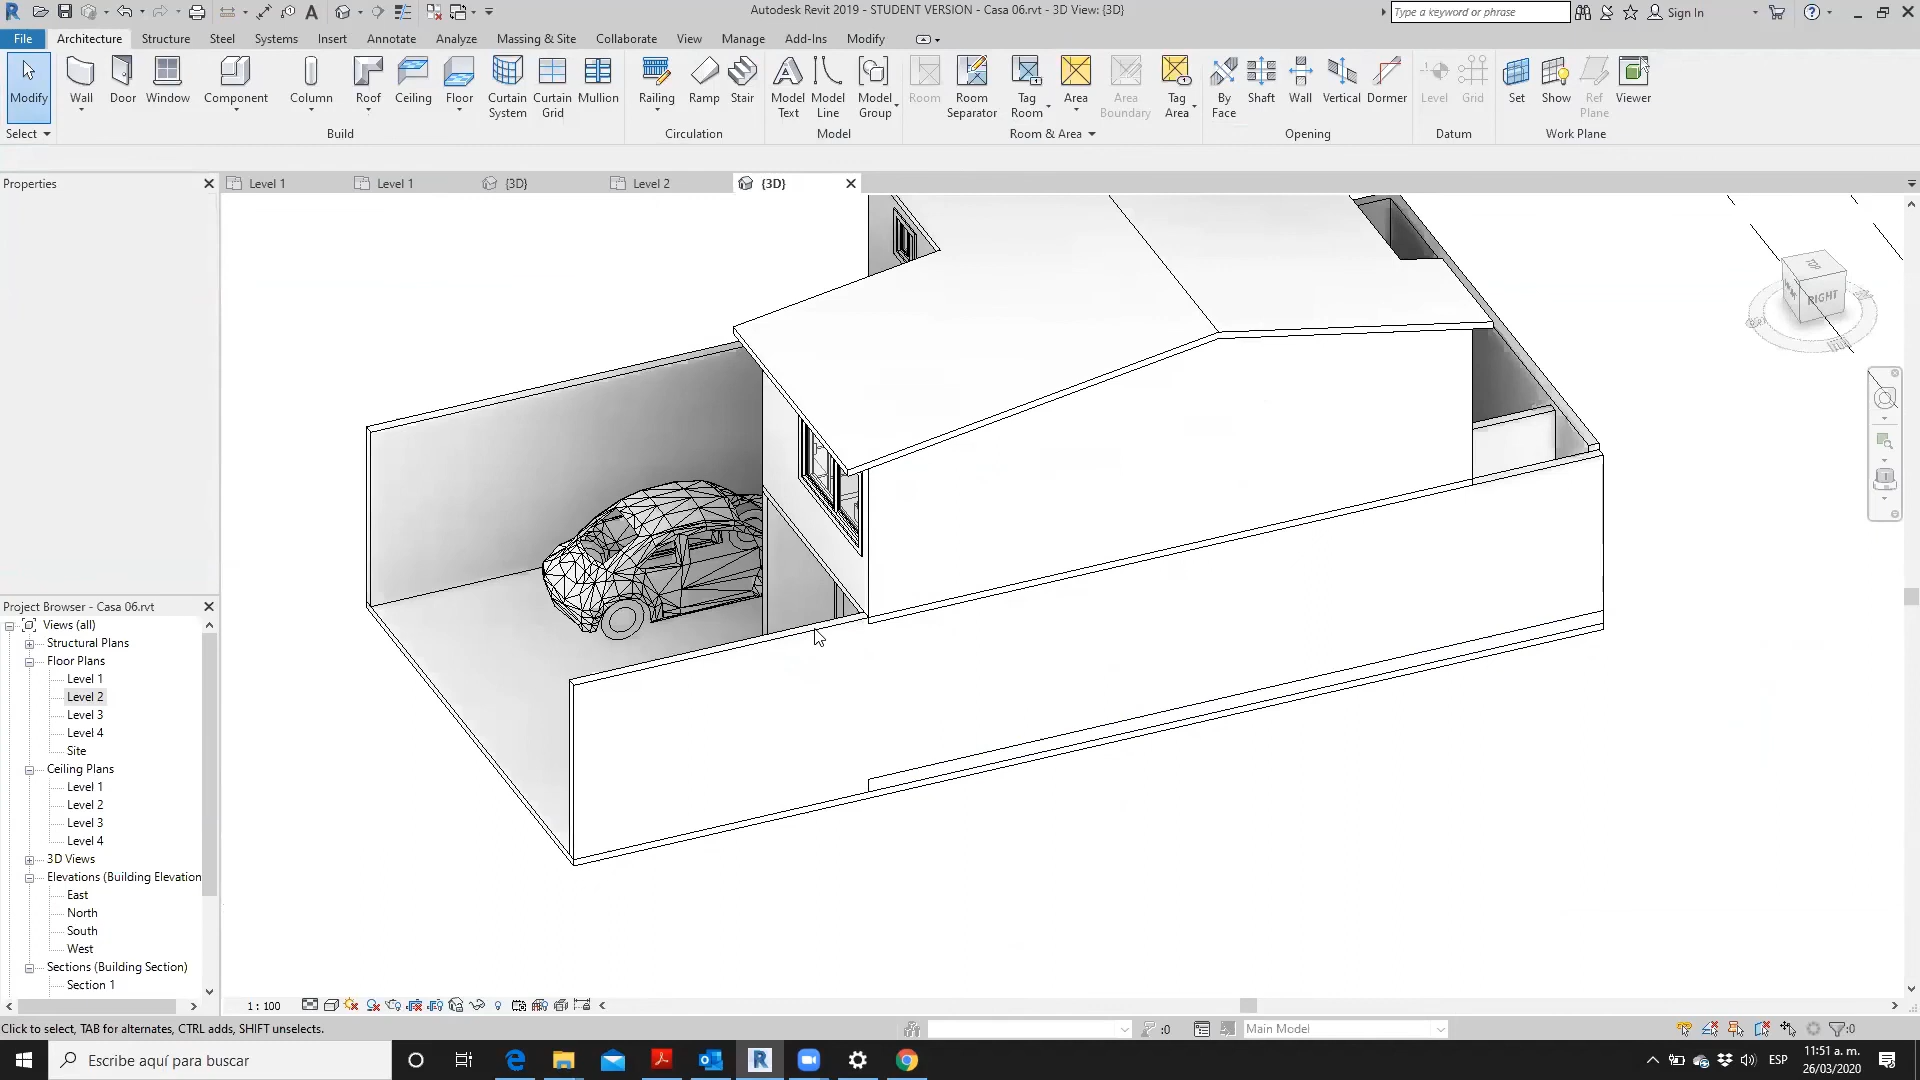 Autodesk Revit 2019 - STUDENT VERSION - Casa 06.rvt - 3D View: {3D}
Type a keyword or phrase
Sign In
File Architecture Structure Steel Systems Insert Annotate Analyze Massing & Site Collaborate View Manage Add-Ins Modify
Modify Wall Door Window Component Column Roof Ceiling Floor Curtain System Curtain Grid Mullion Railing Ramp Stair Model Text Model Line Model Group Room Room Separator Tag Room Area Area Boundary Tag Area By Face Shaft Wall Vertical Dormer Level Grid Set Show Ref Plane Viewer
Select Build Circulation Model Room & Area Opening Datum Work Plane
Properties
Level 1
Level 1
{3D}
Level 2
{3D}
TOP
RIGHT
Project Browser - Casa 06.rvt
Views (all)
Structural Plans
Floor Plans
Level 1
Level 2
Level 3
Level 4
Site
Ceiling Plans
Level 1
Level 2
Level 3
Level 4
3D Views
Elevations (Building Elevation
East
North
South
West
Sections (Building Section)
Section 1
1 : 100
Click to select, TAB for alternates, CTRL adds, SHIFT unselects.
:0
Main Model
:0
Escribe aquí para buscar
ESP
11:51 a. m.
26/03/2020